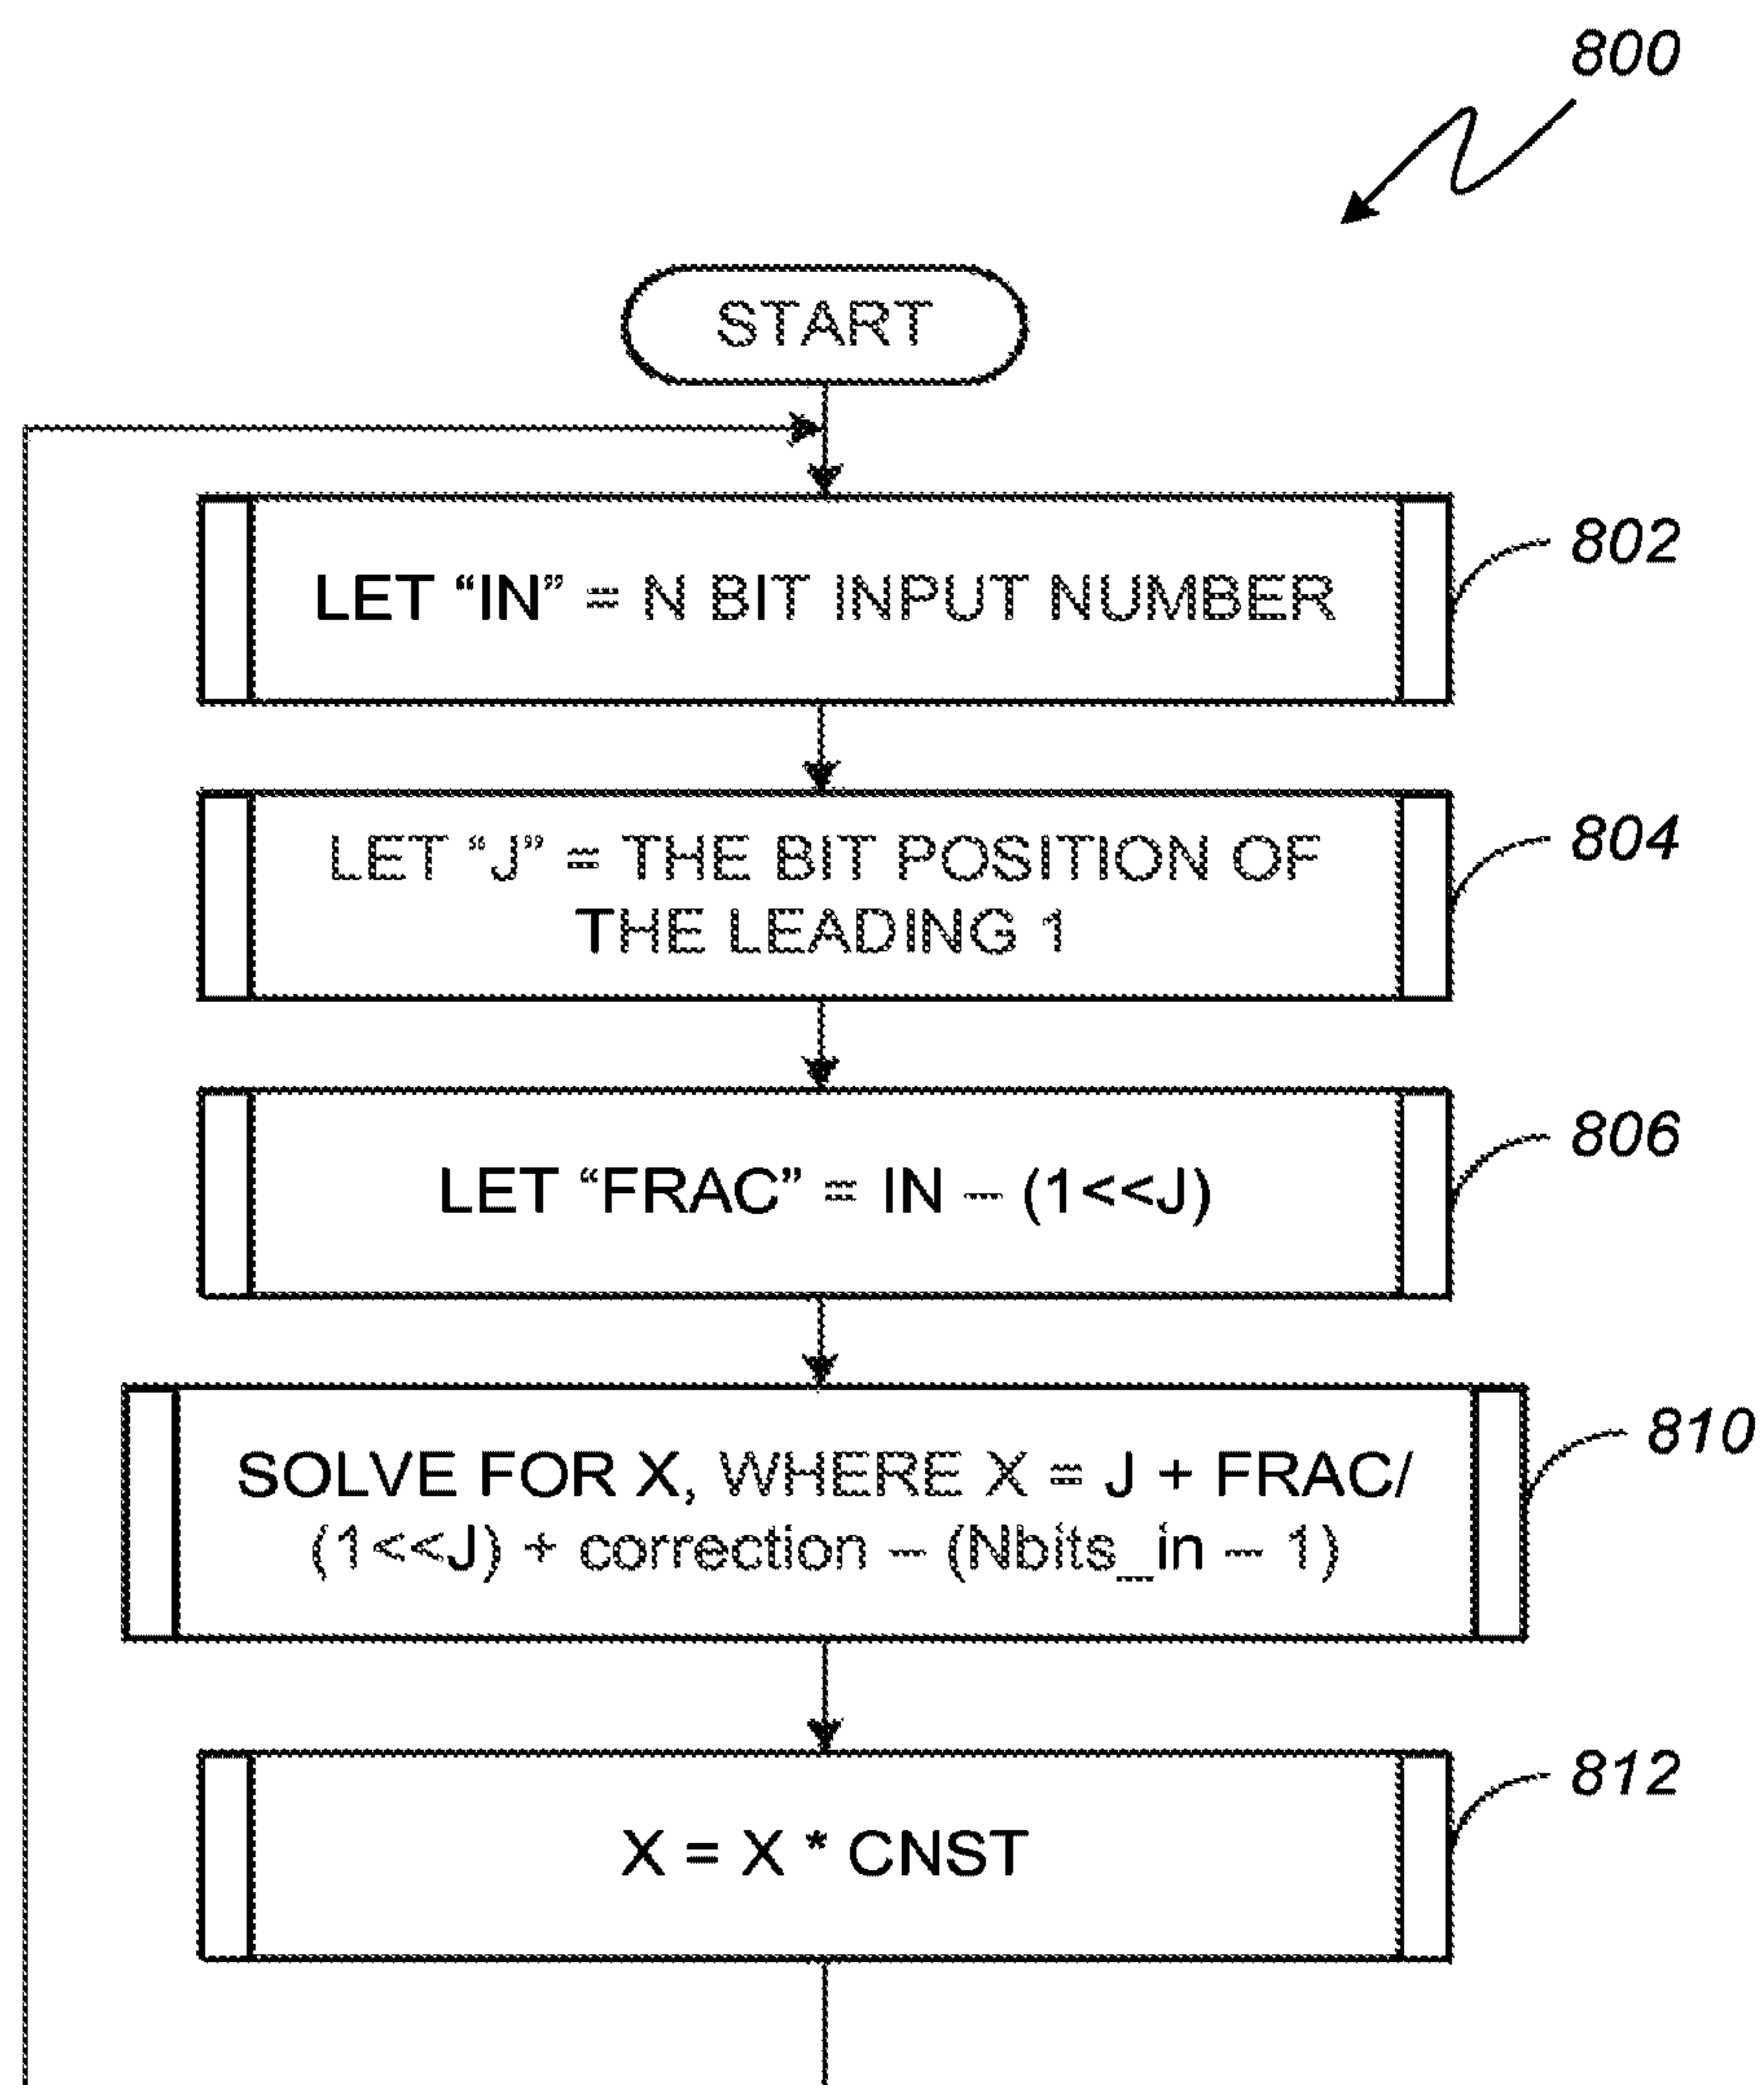 800
START
LET “IN” = N BIT INPUT NUMBER
802
LET “J” = THE BIT POSITION OF
THE LEADING 1
804
LET “FRAC” = IN – (1<<J)
806
SOLVE FOR X, WHERE X = J + FRAC/
(1<<J) + correction – (Nbits_in – 1)
810
X = X * CNST
812